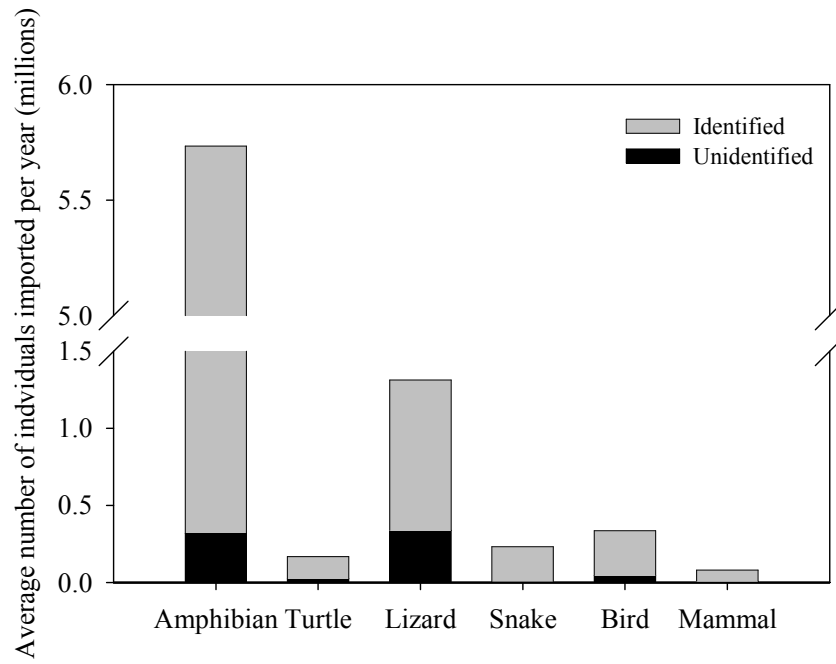 Average number of indviduals imported per year (millions)
6.0
5.5
5.0
1.5
1.0
0.5
0.0
Identified
Unidentified
Amphibian Turtle Lizard Snake Bird Mammal